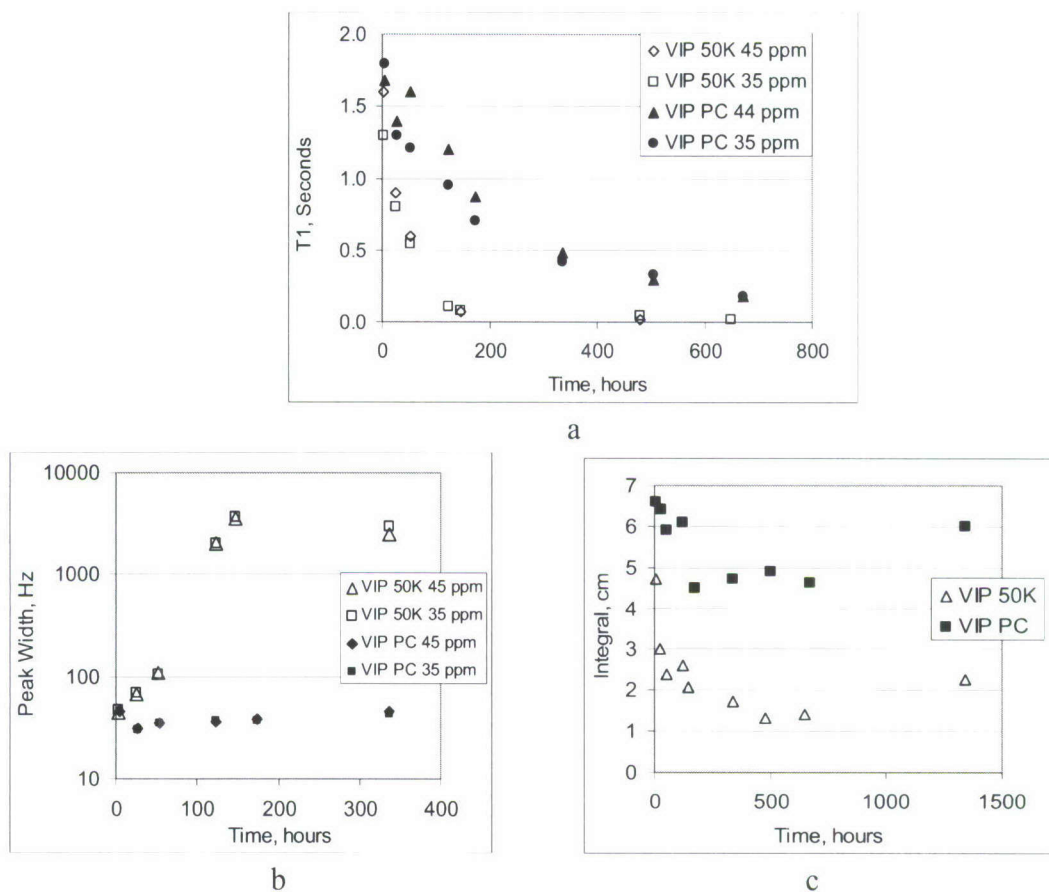 2.0
1.5
1.0
0.5
0.0
T1, Seconds
VIP 50K 45 ppm
VIP 50K 35 ppm
VIP PC 44 ppm
VIP PC 35 ppm
0 200 400 600 800
Time, hours
a
10000
1000
100
10
Peak Width, Hz
VIP 50K 45 ppm
VIP 50K 35 ppm
VIP PC 45 ppm
VIP PC 35 ppm
0 100 200 300 400
Time, hours
b
7
6
5
4
3
2
1
0
Integral, cm
VIP 50K
VIP PC
0 500 1000 1500
Time, hours
c